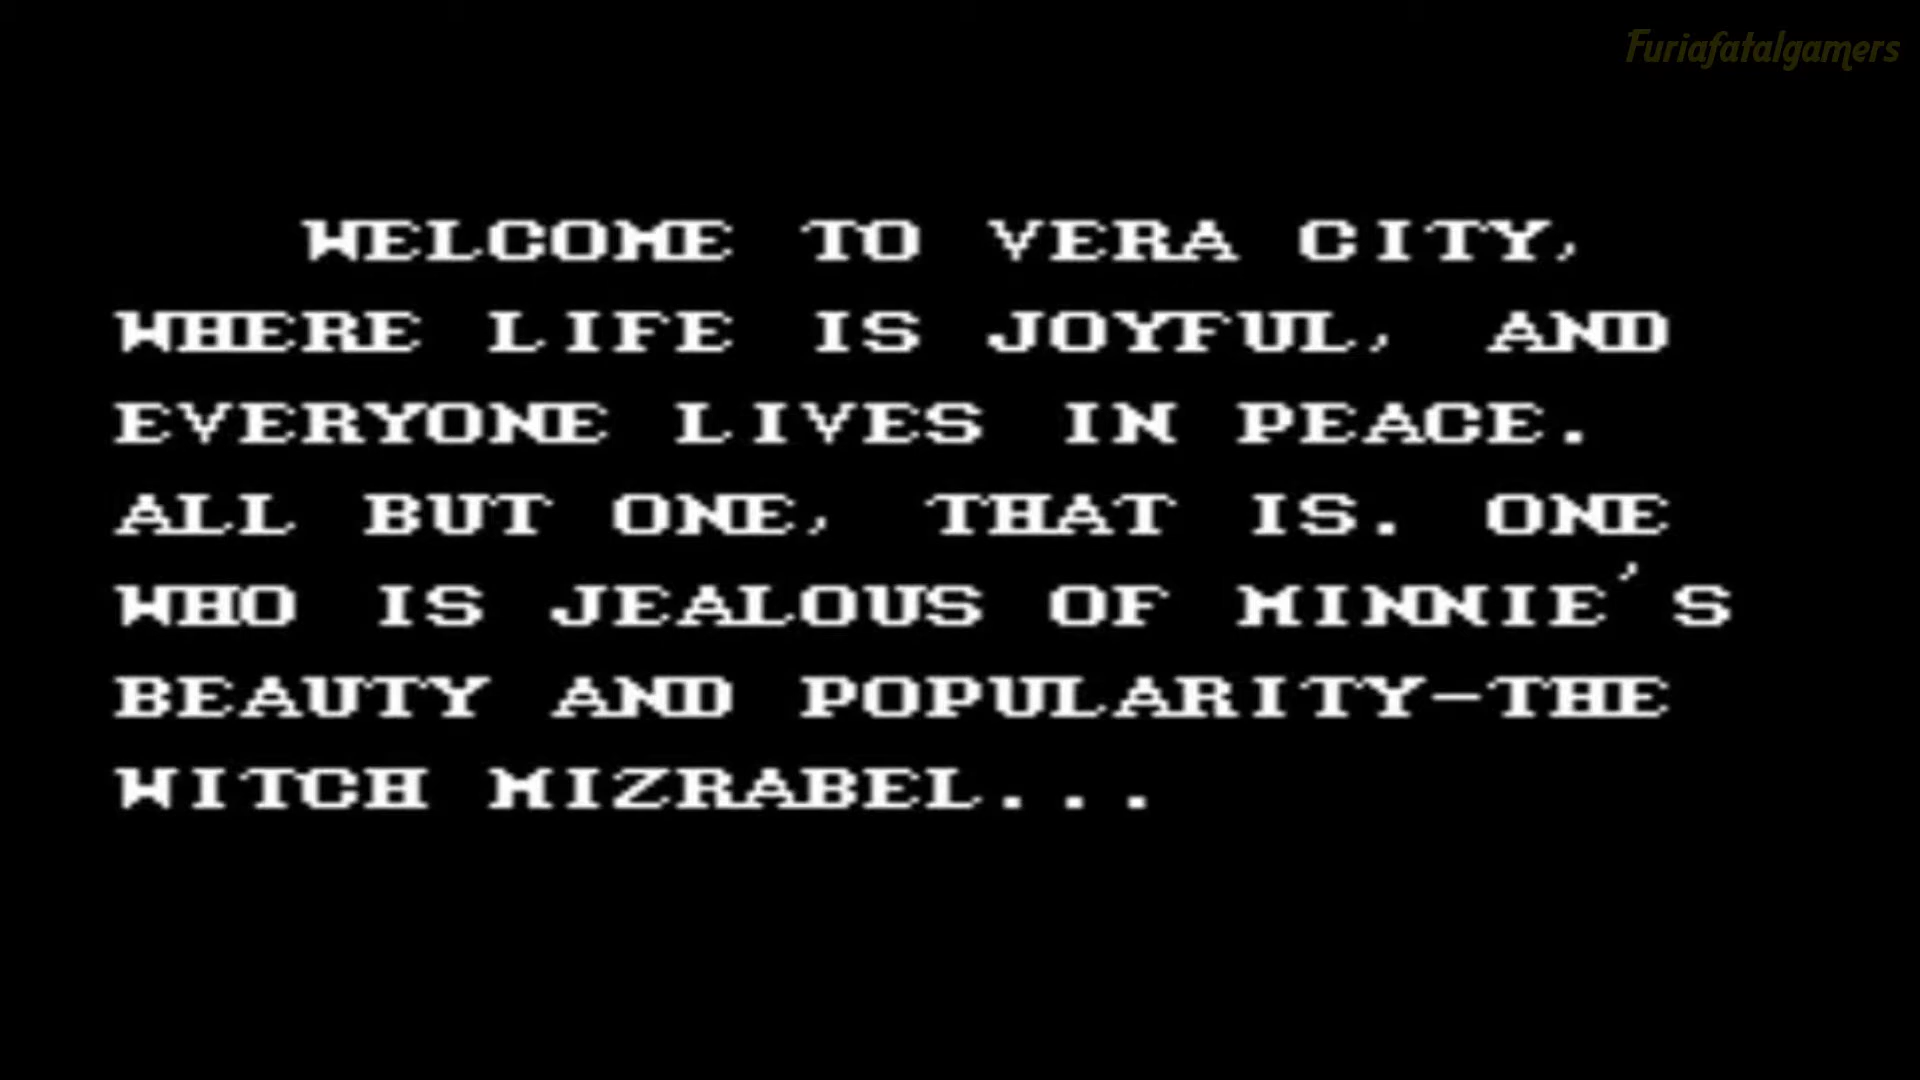 Furiafatalgamers
WELCOME TO VERA CITY,
WHERE LIFE IS JOYFUL, AND
EVERYONE LIVES IN PEACE.
ALL BUT ONE, THAT IS. ONE
WHO IS JEALOUS OF MINNIE'S
BEAUTY AND POPULARITY-THE
WITCH MIZRABEL...